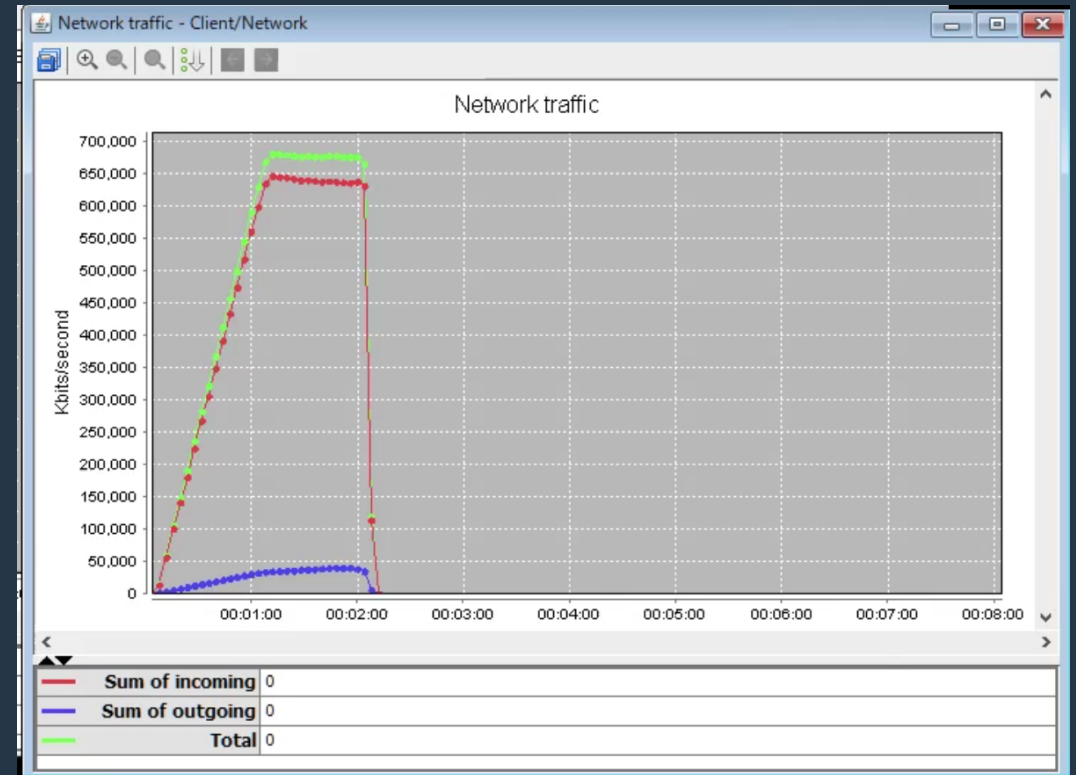 Network traffic - Client/Network
Network traffic
700,000
650,000
600,000
550,000
500,000
450,000
400,000
350,000
300,000
250,000
200,000
150,000
100,000
50,000
0
Kbits/second
00:01:00 00:02:00 00:03:00 00:04:00 00:05:00 00:06:00 00:07:00 00:08:00
Sum of incoming 0
Sum of outgoing 0
Total 0